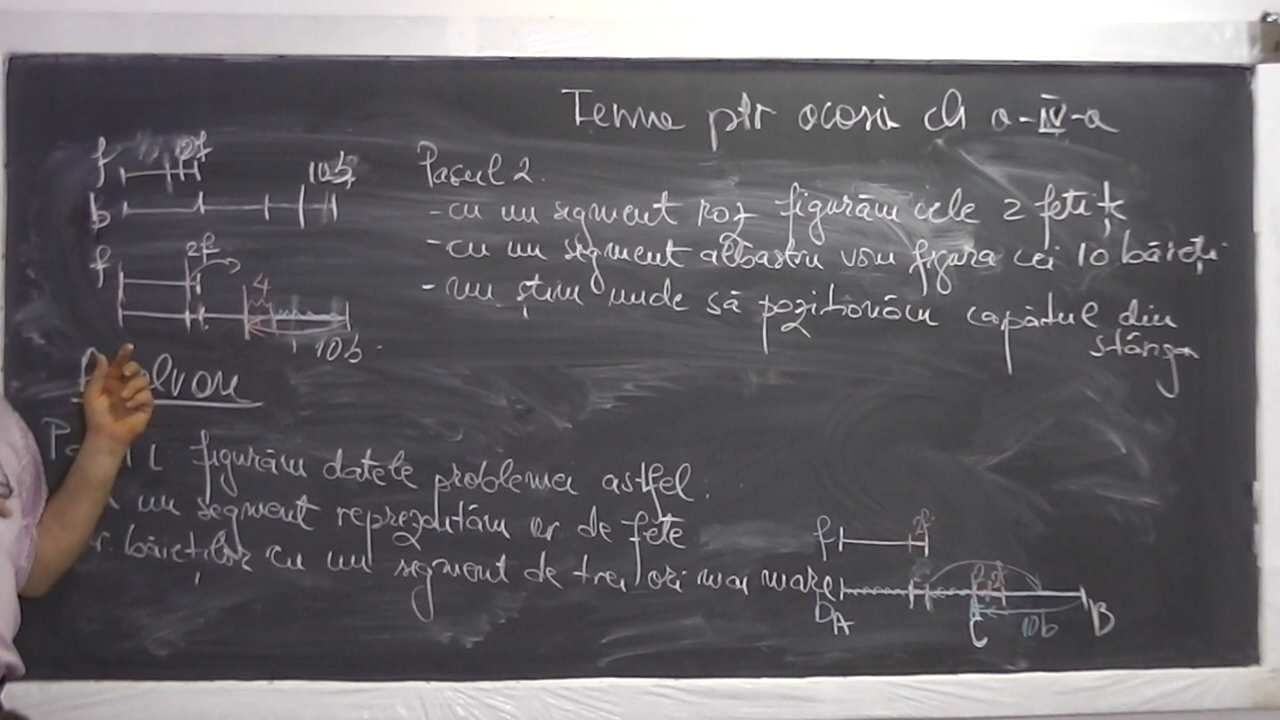 Tema ptr acasă cls a-IV-a
f 2f
b 10b
Pasul 2.
- cu un segment roz figurăm cele 2 fetițe
- cu un segment albastru vom figura cei 10 băieți
- nu știm unde să poziționăm capătul din
stânga
f 2f
4
10b
figurăm datele problemei astfel.
un segment reprezentăm nr de fete
băieților cu un segment de trei ori mai mare
f 2f
b A C 10b B